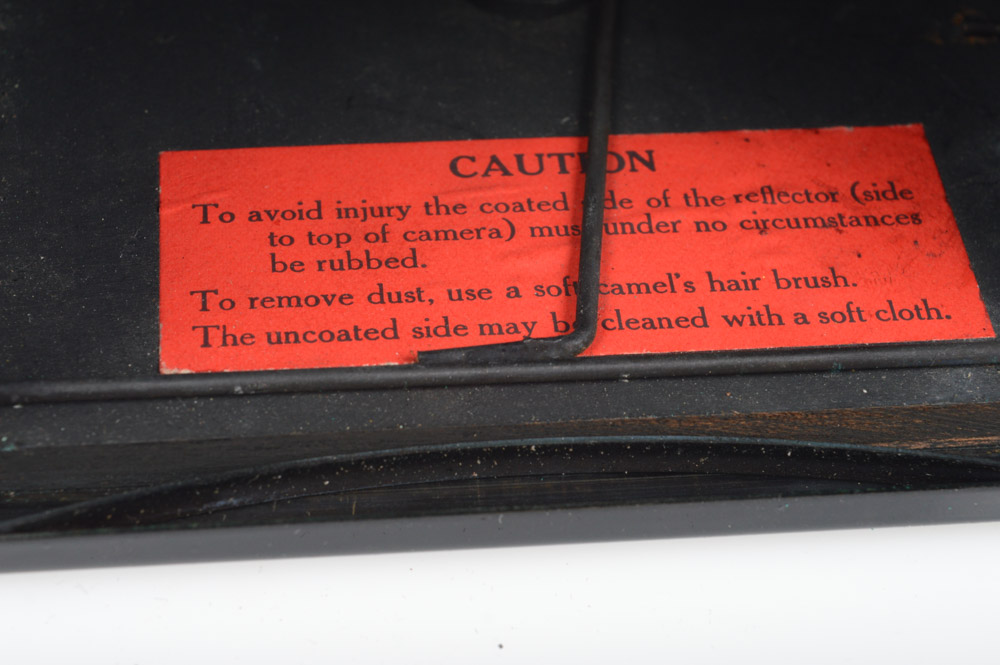 CAUTION
To avoid injury the coated side of the reflector (side
to top of camera) must under no circumstances
be rubbed.
To remove dust, use a soft camel's hair brush.
The uncoated side may be cleaned with a soft cloth.